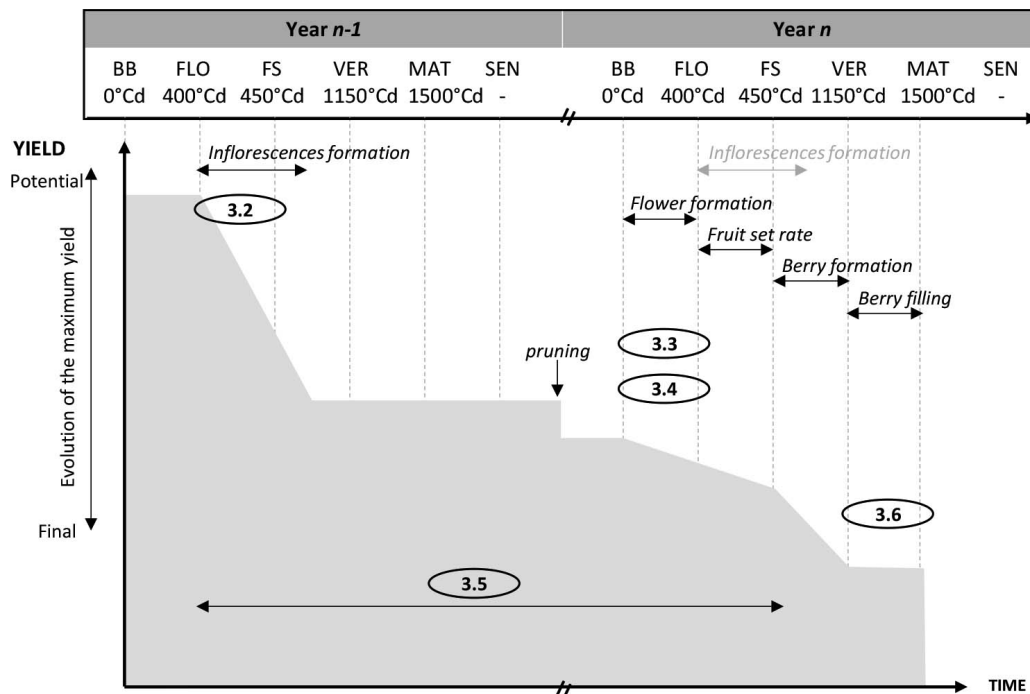 Year n-1 Year n
BB FLO FS VER MAT SEN BB FLO FS VER MAT SEN
0°Cd 400°Cd 450°Cd 1150°Cd 1500°Cd - 0°Cd 400°Cd 450°Cd 1150°Cd 1500°Cd -
YIELD
Potential
Evolution of the maximum yield
Final
Inflorescences formation
Inflorescences formation
3.2
Flower formation
Fruit set rate
Berry formation
Berry filling
3.3
pruning
3.4
3.6
3.5
TIME